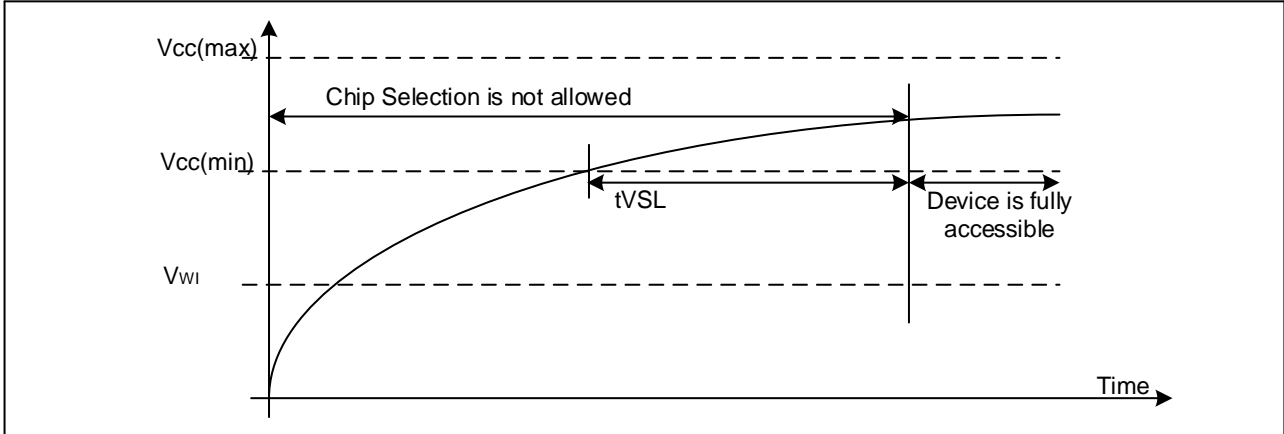 Vcc(max)
Chip Selection is not allowed
Vcc(min)
tVSL
Device is fully
accessible
VWI
Time